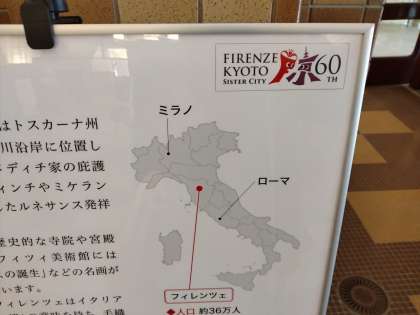 FIRENZE
KYOTO
SISTER CITY
60
TH
はトスカーナ州
川沿岸に位置し
ディチ家の庇護
ィンチやミケラン
したルネサンス発祥
歴史的な寺院や宮殿
フィツィ美術館には
スの誕生」などの名画が
います。
フィレンツェはイタリア
ミラノ
ローマ
フィレンツェ
◆人口 約36万人